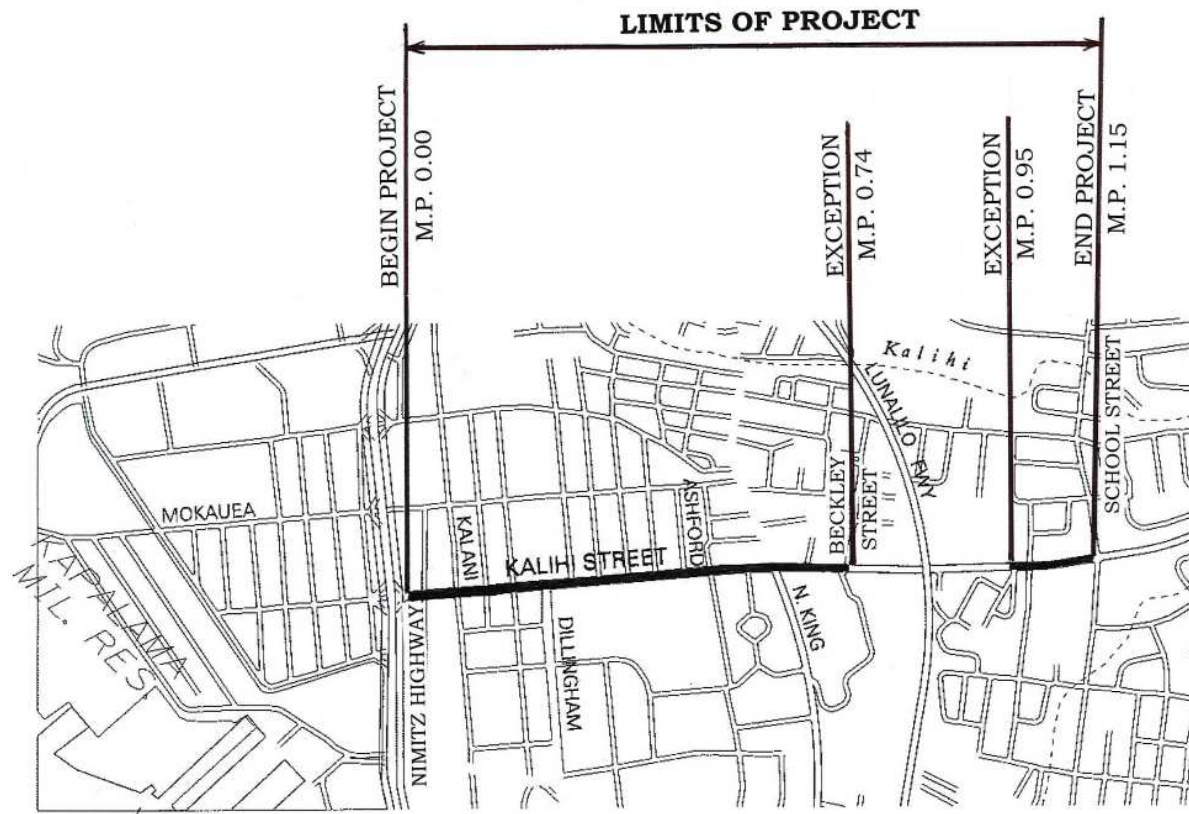 LIMITS OF PROJECT
BEGIN PROJECT
M.P. 0.00
EXCEPTION
M.P. 0.74
EXCEPTION
M.P. 0.95
END PROJECT
M.P. 1.15
Kalihi
LUNALILO FWY
SCHOOL STREET
MOKAUEA
KALANI
KALIHI STREET
ASHFORD
BECKLEY
STREET
KAPALAMA
MIL. RES.
NIMITZ HIGHWAY
DILLINGHAM
N. KING